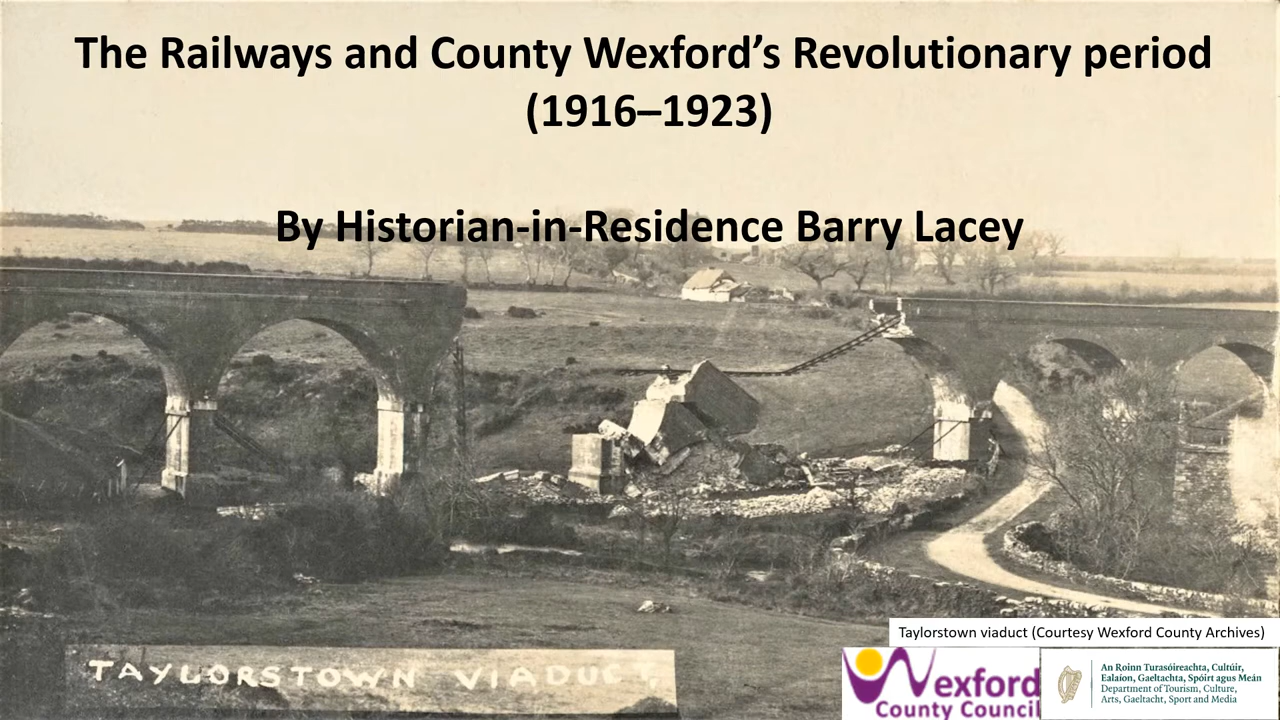 The Railways and County Wexford’s Revolutionary period
(1916–1923)
By Historian-in-Residence Barry Lacey
Taylorstown viaduct (Courtesy Wexford County Archives)
TAYLORSTOWN VIADUCT
Wexford
County Council
An Roinn Turasóireachta, Cultúir,
Ealaíon, Gaeltachta, Spóirt agus Meán
Department of Tourism, Culture,
Arts, Gaeltacht, Sport and Media